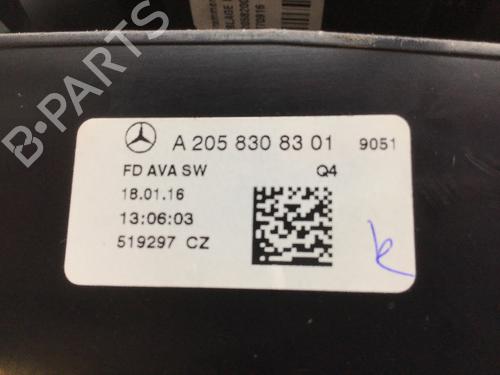 A 205 830 83 01 9051
FD AVA SW Q4
18.01.16
13:06:03
519297 CZ
k
B-PARTS